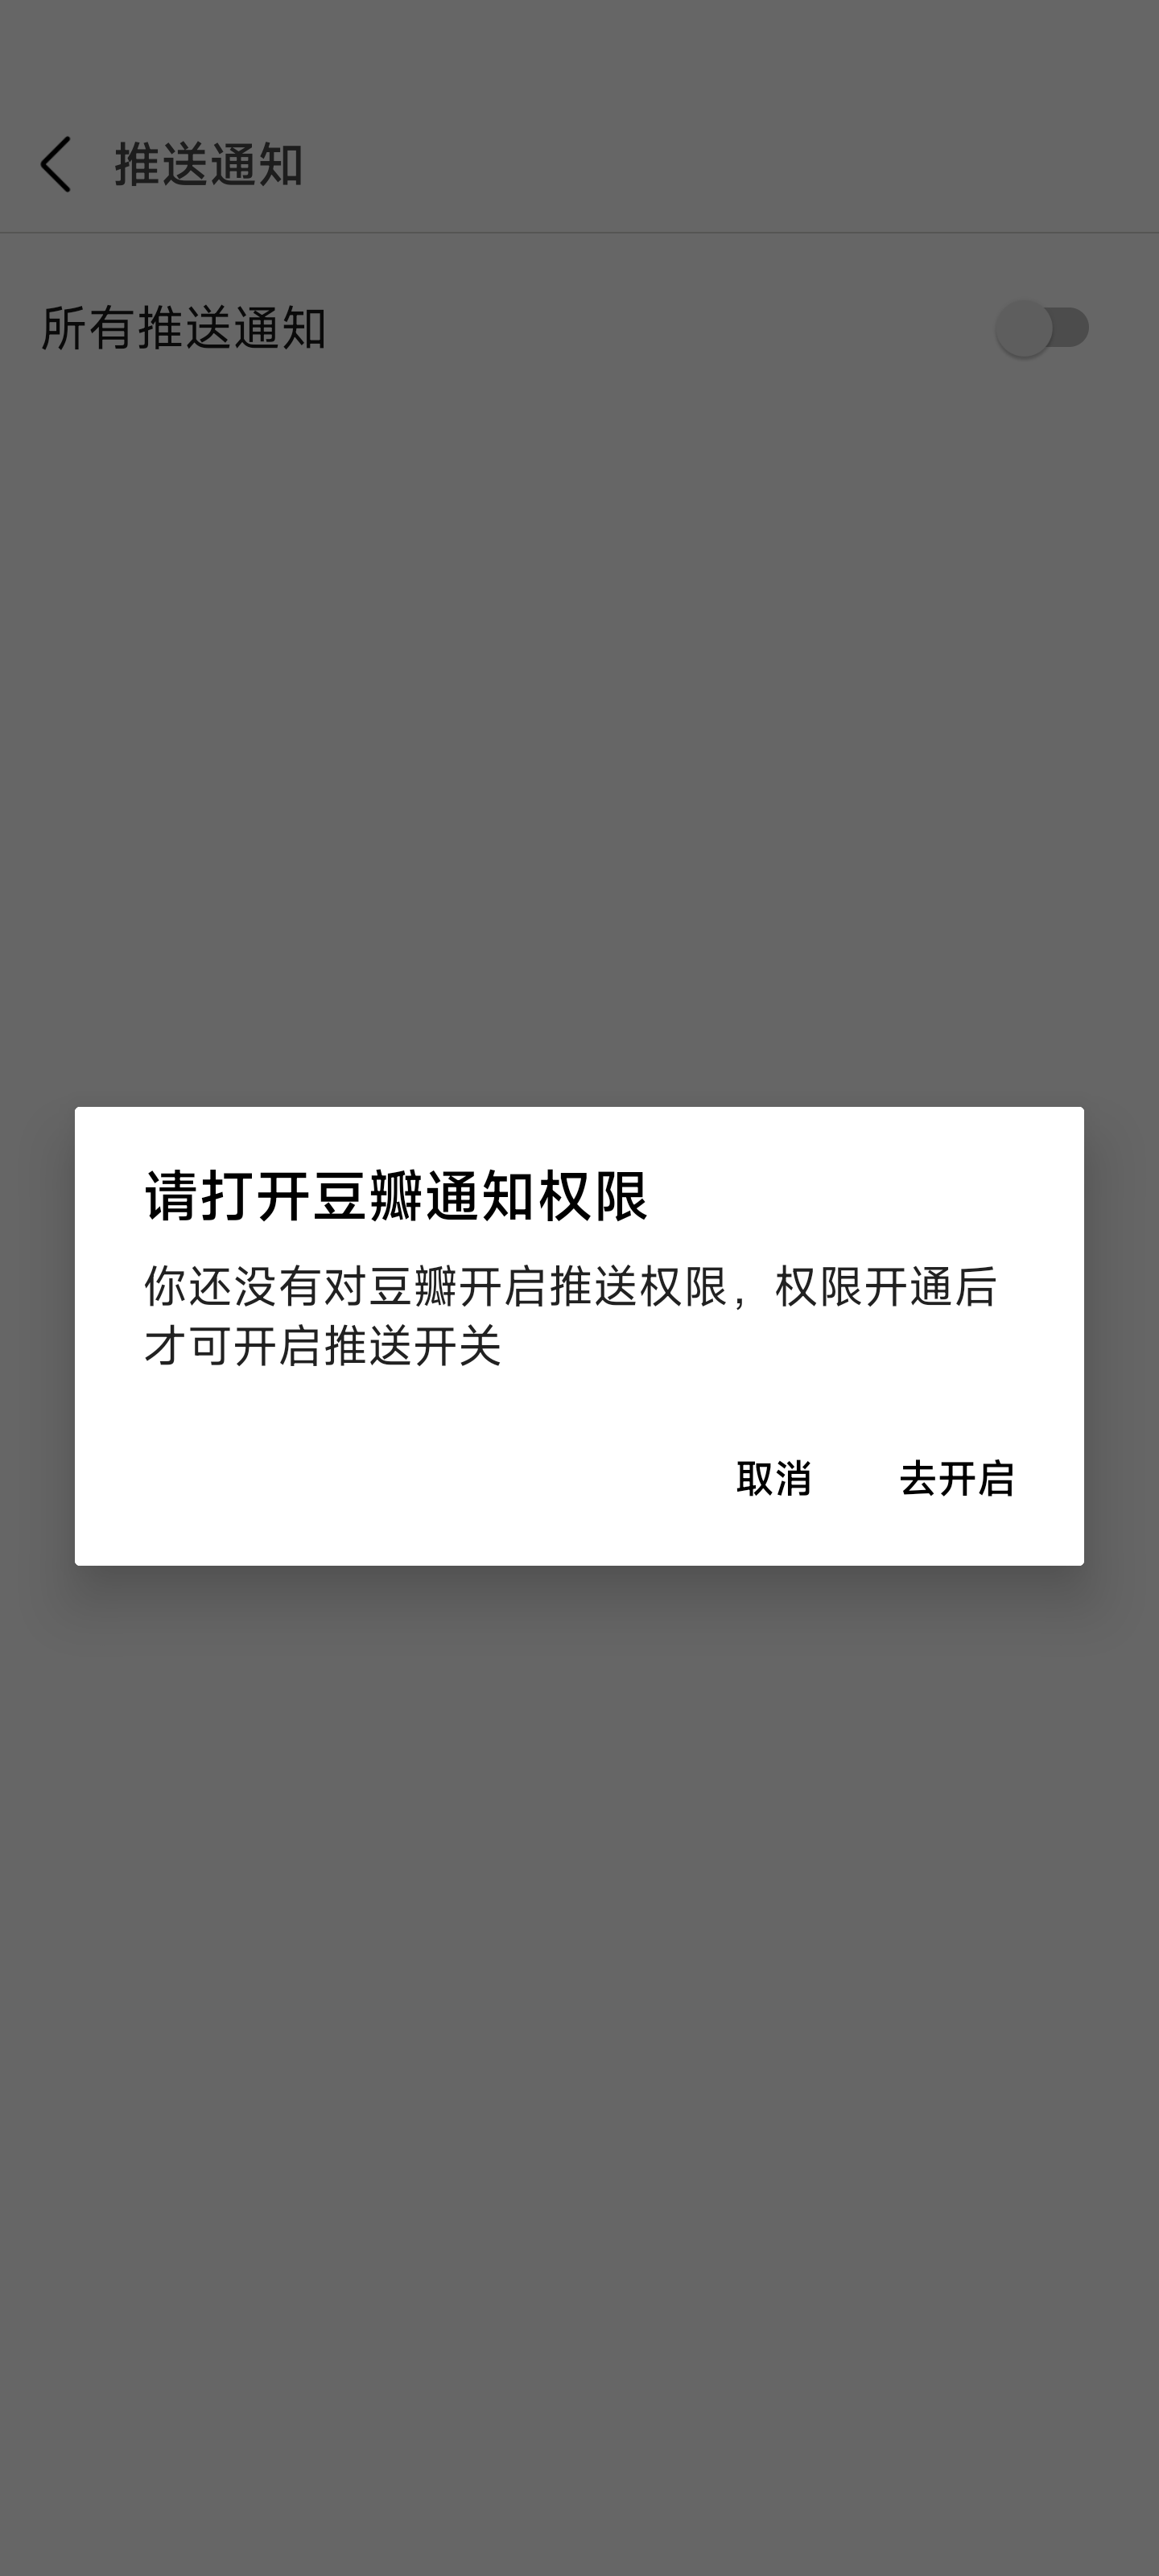 推送通知
所有推送通知
请打开豆瓣通知权限
你还没有对豆瓣开启推送权限，权限开通后
才可开启推送开关
取消 去开启